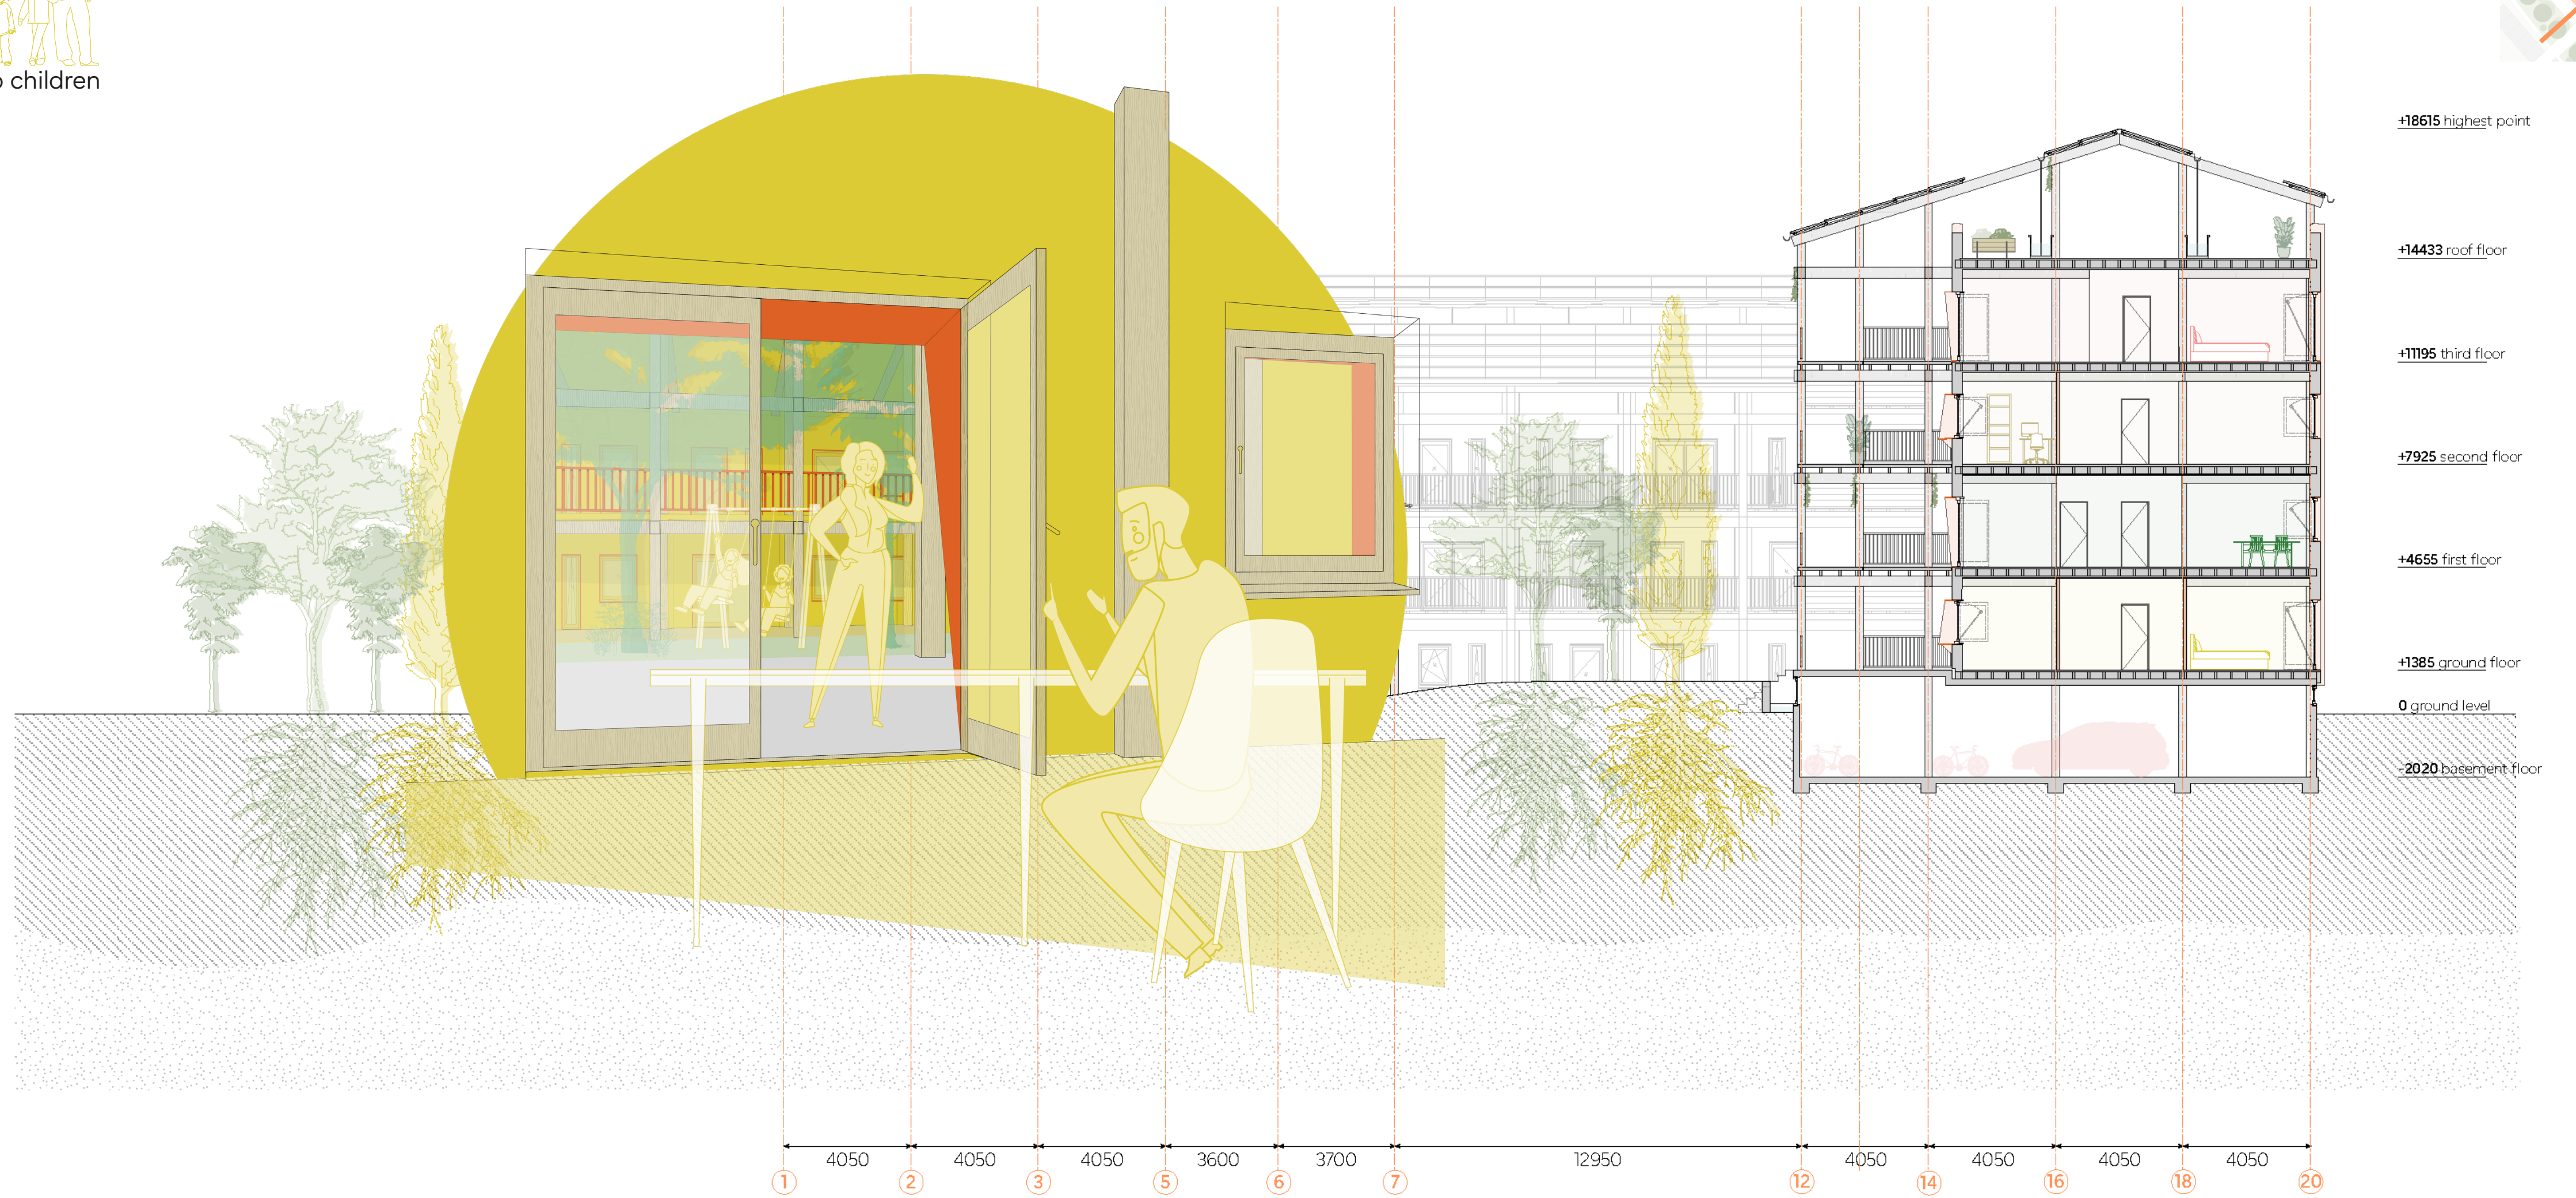 children
+18615 highest point
+14433 roof floor
+11195 third floor
+7925 second floor
+4655 first floor
+1385 ground floor
0 ground level
-2020 basement floor
4050 4050 4050 3600 3700 12950 4050 4050 4050 4050
1 2 3 5 6 7 12 14 16 18 20